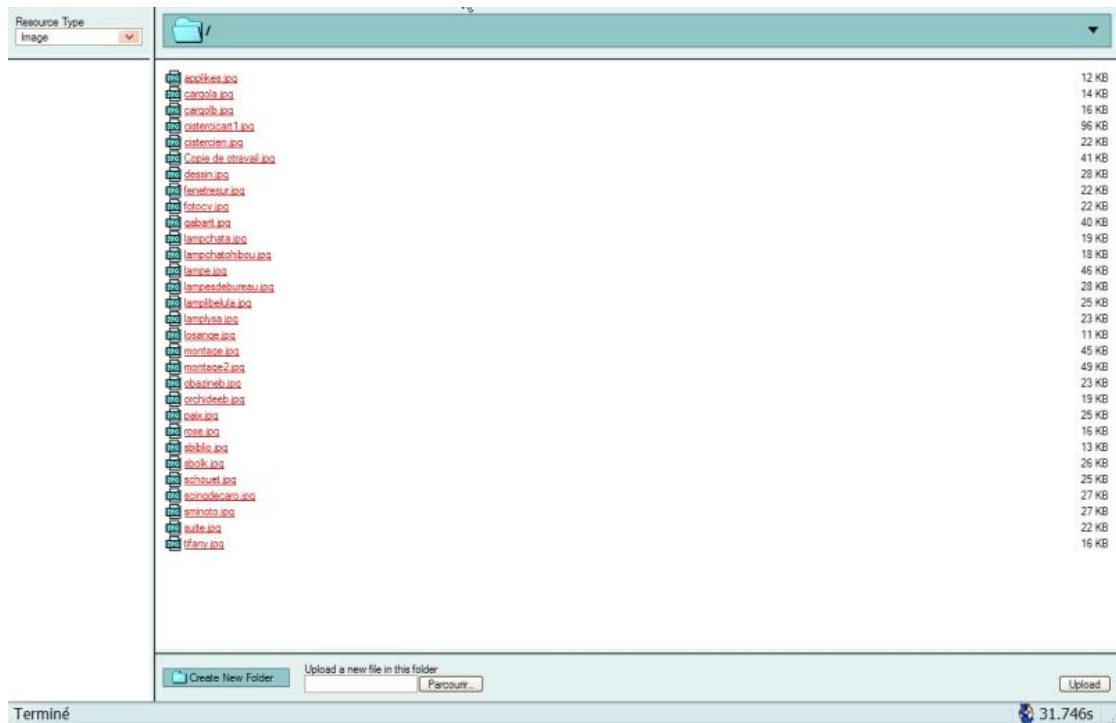 Resource Type
Image
/
applikes.jpg 12 KB
cargola.jpg 14 KB
cargolb.jpg 16 KB
cistercicart1.jpg 96 KB
cistercien.jpg 22 KB
Copie de otravail.jpg 41 KB
dessin.jpg 28 KB
fenetresur.jpg 22 KB
fotocv.jpg 22 KB
gabartt.jpg 40 KB
lampchata.jpg 19 KB
lampchatohibou.jpg 18 KB
lampe.jpg 46 KB
lampesdebureau.jpg 28 KB
lamplibelula.jpg 25 KB
lamplysa.jpg 23 KB
losange.jpg 11 KB
montage.jpg 45 KB
montage2.jpg 49 KB
obazineb.jpg 23 KB
orchideeb.jpg 19 KB
paix.jpg 25 KB
rose.jpg 16 KB
sbiblio.jpg 13 KB
sbolk.jpg 26 KB
schouet.jpg 25 KB
scinqdecaro.jpg 27 KB
sminoto.jpg 27 KB
suite.jpg 22 KB
tifany.jpg 16 KB
Create New Folder
Upload a new file in this folder
Parcourir...
Upload
Terminé 31.746s